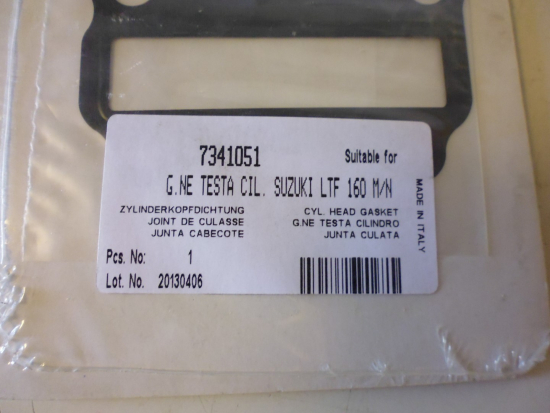 7341051 Suitable for
G.NE TESTA CIL. SUZUKI LTF 160 M/N
ZYLINDERKOPFDICHTUNG CYL. HEAD GASKET
JOINT DE CULASSE G.NE TESTA CILINDRO
JUNTA CABECOTE JUNTA CULATA
Pcs. No: 1
Lot. No. 20130406
MADE IN ITALY